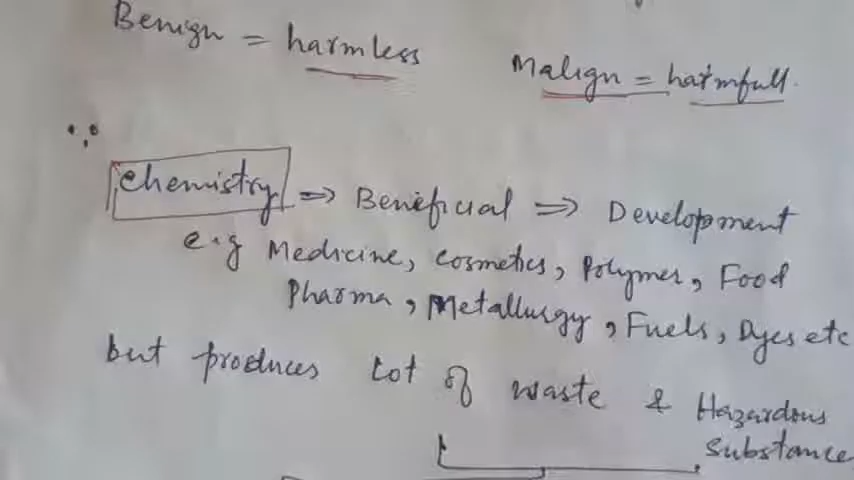 Benign = harmless
Malign = harmfull.
∵
Chemistry ⇒ Beneficial ⇒ Development
e.g Medicine, Cosmetics, Polymer, Food
Pharma, Metallurgy, Fuels, Dyes etc
but produces Lot of waste & Hazardous
Substance